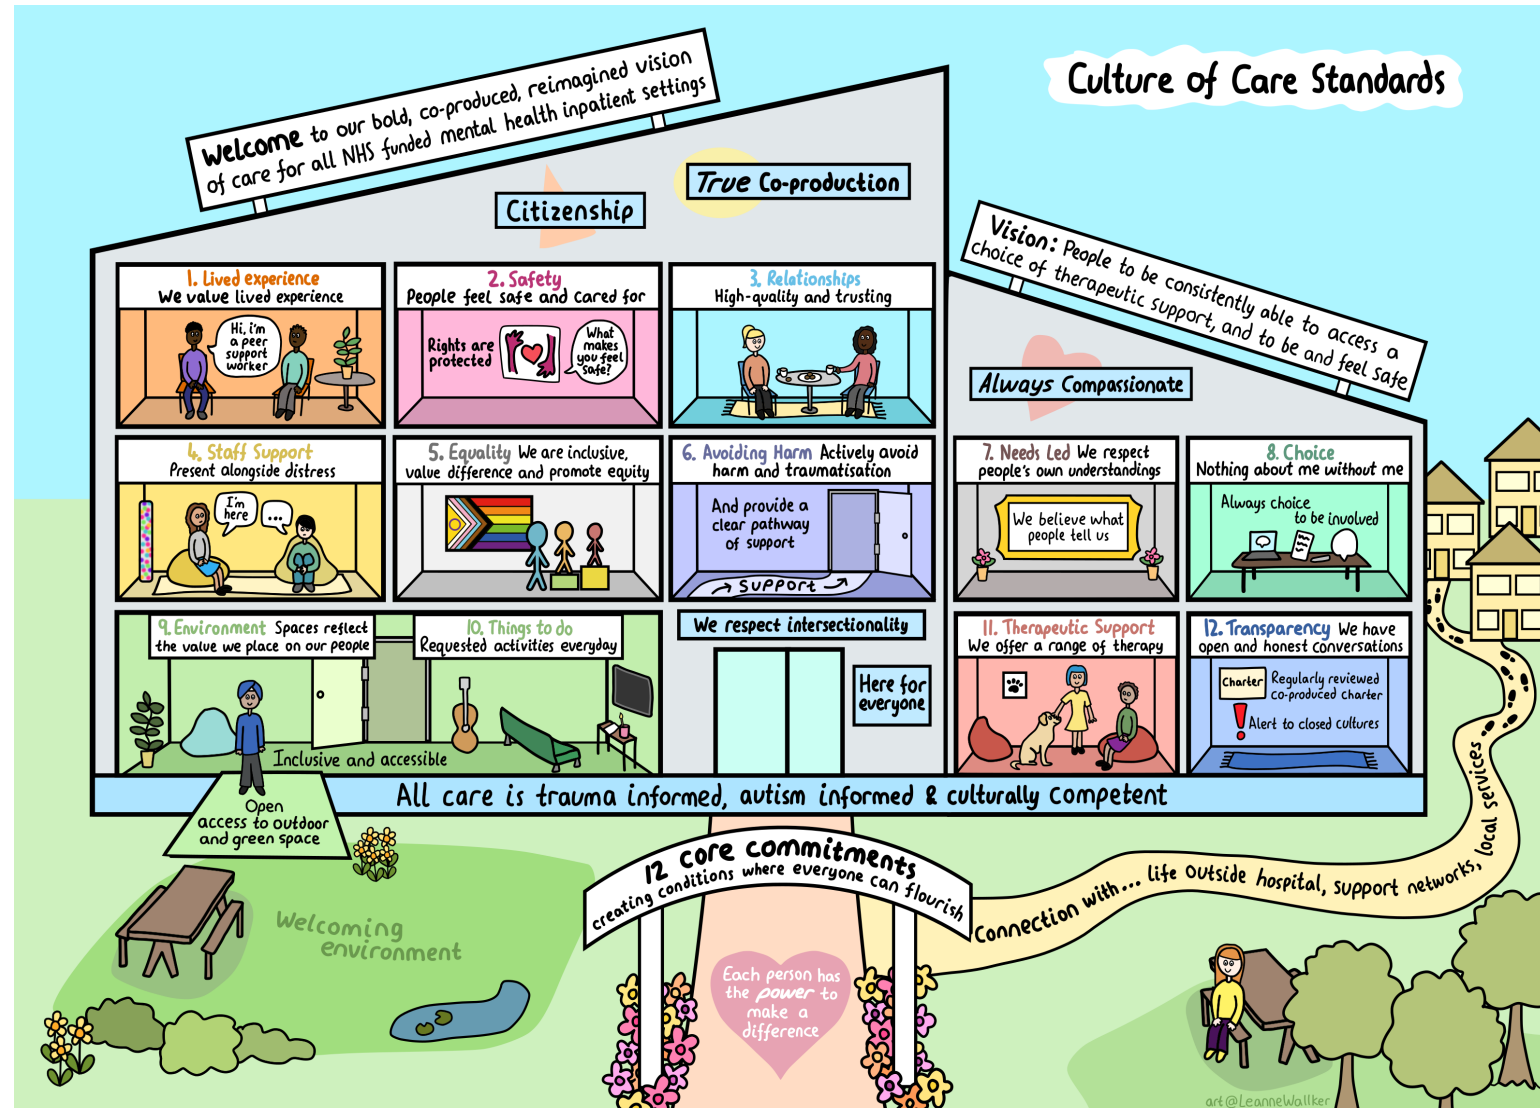 Culture of Care Standards
Welcome to our bold, co-produced, reimagined vision
of care for all NHS funded mental health inpatient settings
True Co-production
Citizenship
Vision: People to be consistently able to access a
choice of therapeutic support, and to be and feel safe
Always Compassionate
1. Lived experience
We value lived experience
Hi, i'm
a peer
support
worker
2. Safety
People feel safe and cared for
Rights are
protected
What
makes
you feel
safe?
3. Relationships
High-quality and trusting
4. Staff Support
Present alongside distress
I'm
here
...
5. Equality We are inclusive,
value difference and promote equity
6. Avoiding Harm Actively avoid
harm and traumatisation
And provide a
clear pathway
of support
→ Support →
7. Needs Led We respect
people's own understandings
We believe what
people tell us
8. Choice
Nothing about me without me
Always choice
to be involved
9. Environment Spaces reflect
the value we place on our people
10. Things to do
Requested activities everyday
Inclusive and accessible
Open
access to outdoor
and green space
We respect intersectionality
Here for
everyone
11. Therapeutic Support
We offer a range of therapy
12. Transparency We have
open and honest conversations
Charter
Regularly reviewed
co-produced charter
! Alert to closed cultures
All care is trauma informed, autism informed & culturally competent
12 core commitments
creating conditions where everyone can flourish
Connection with... life outside hospital, support networks, local services
Welcoming
environment
Each person has
the power to
make a
difference
art@LeanneWallker